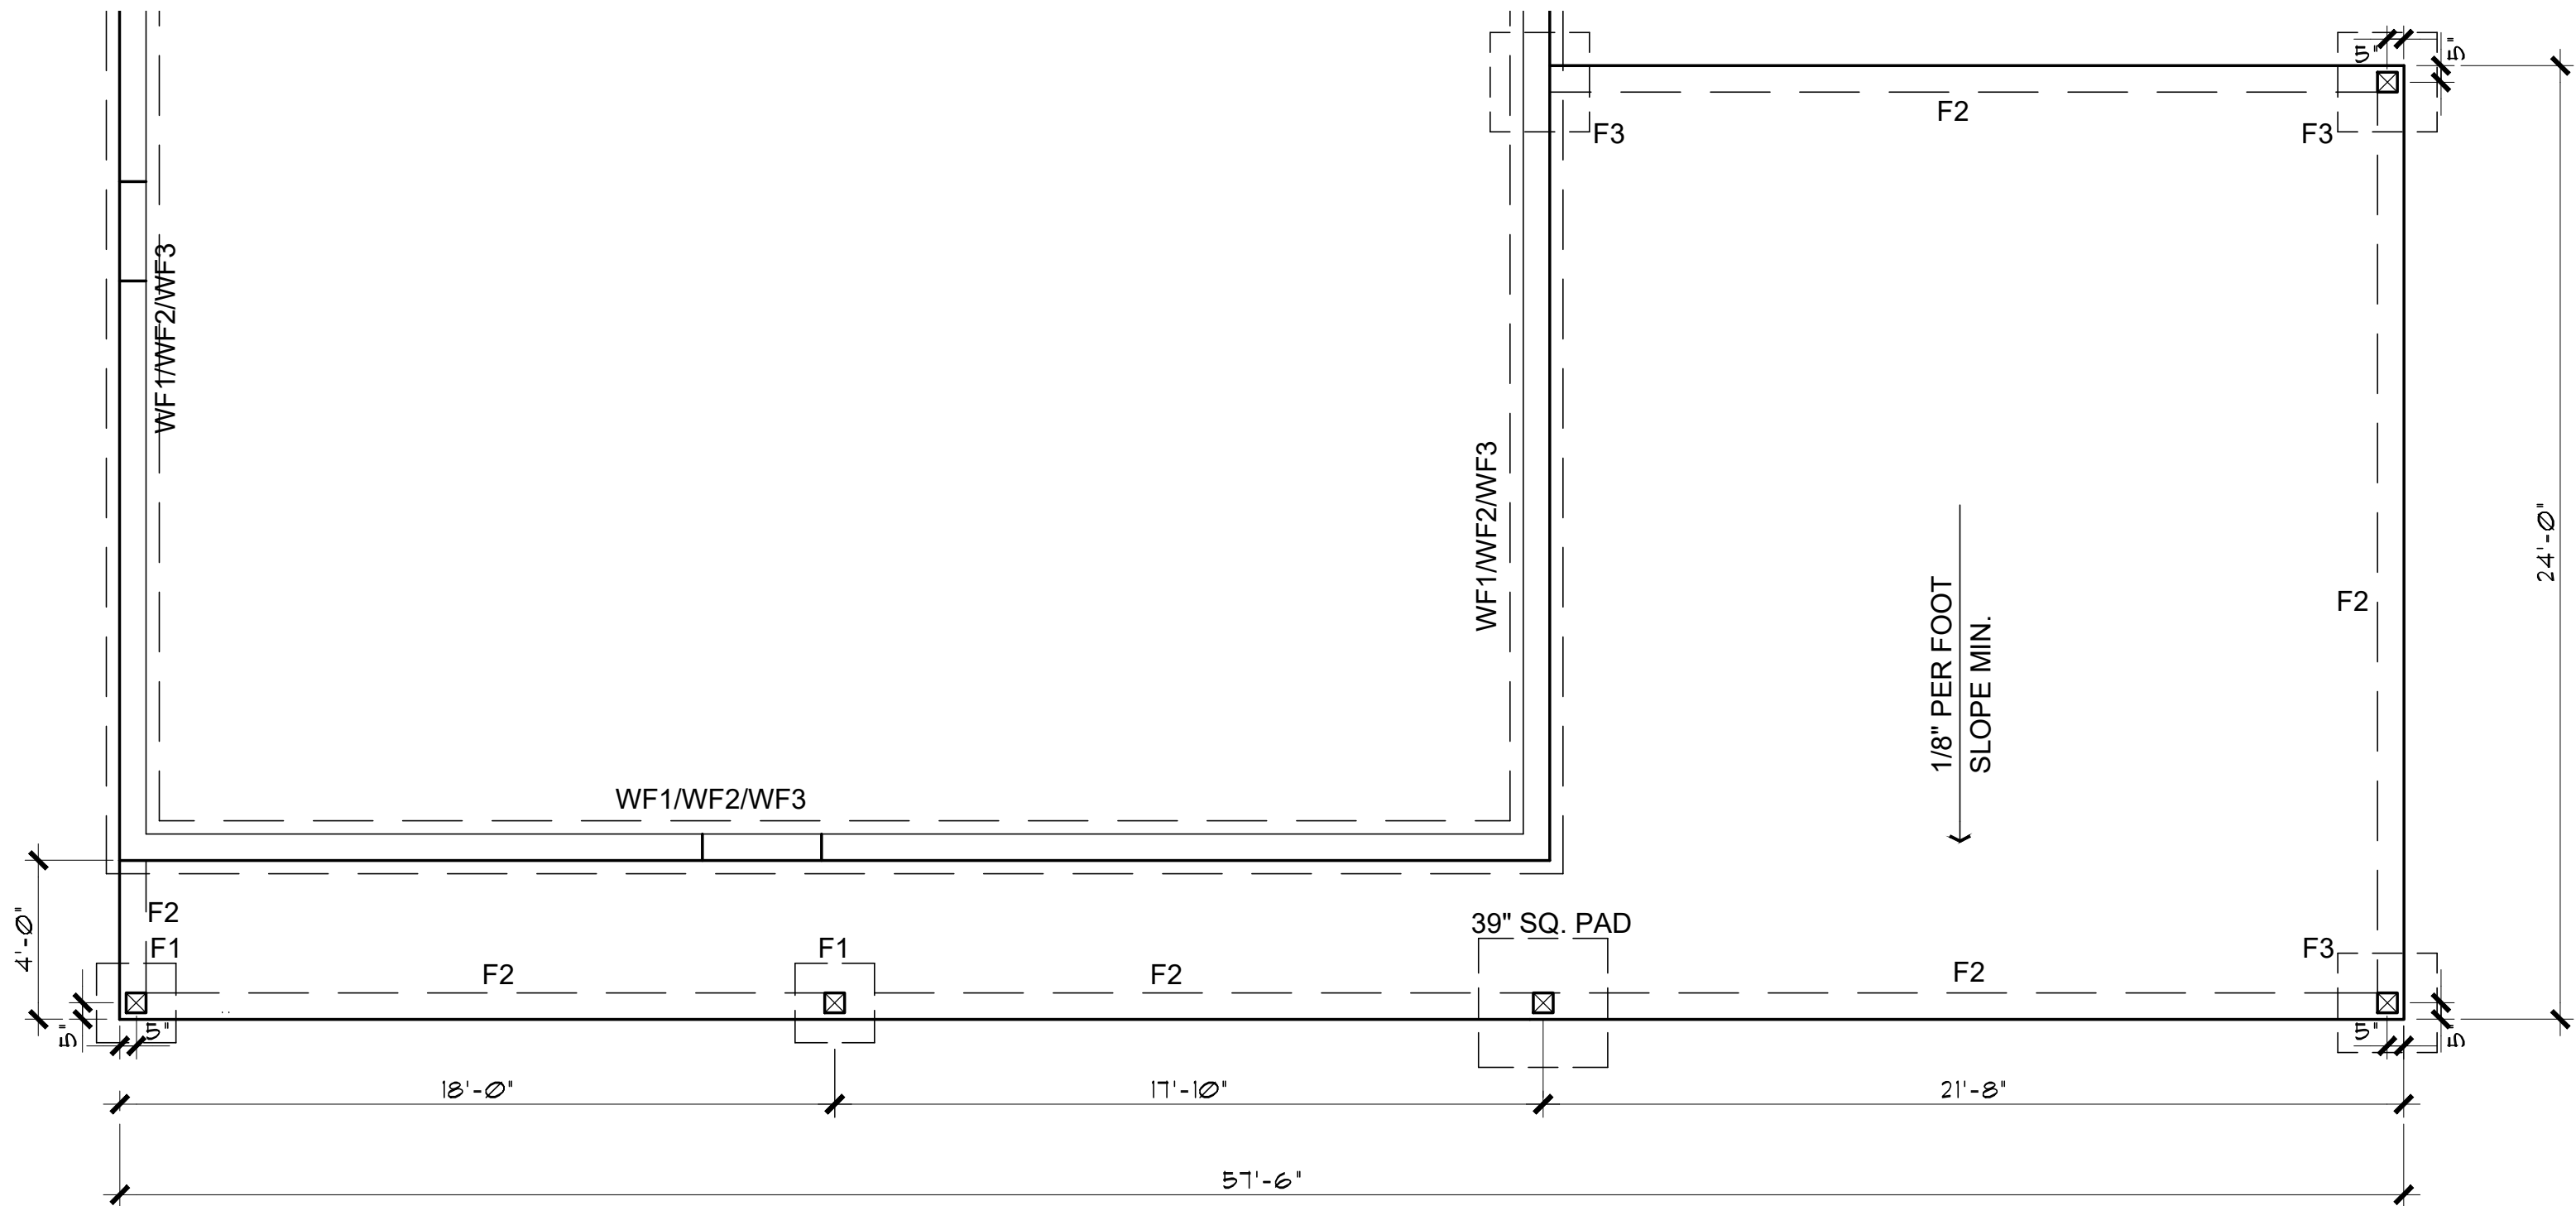 5"
5"
F2
F3
F3
WF1/WF2/WF3
WF1/WF2/WF3
24'-0"
1/8" PER FOOT
SLOPE MIN.
F2
WF1/WF2/WF3
4'-0"
F2
F1
F1
39" SQ. PAD
F3
F2
F2
F2
5"
5"
5"
5"
18'-0"
17'-10"
21'-8"
57'-6"